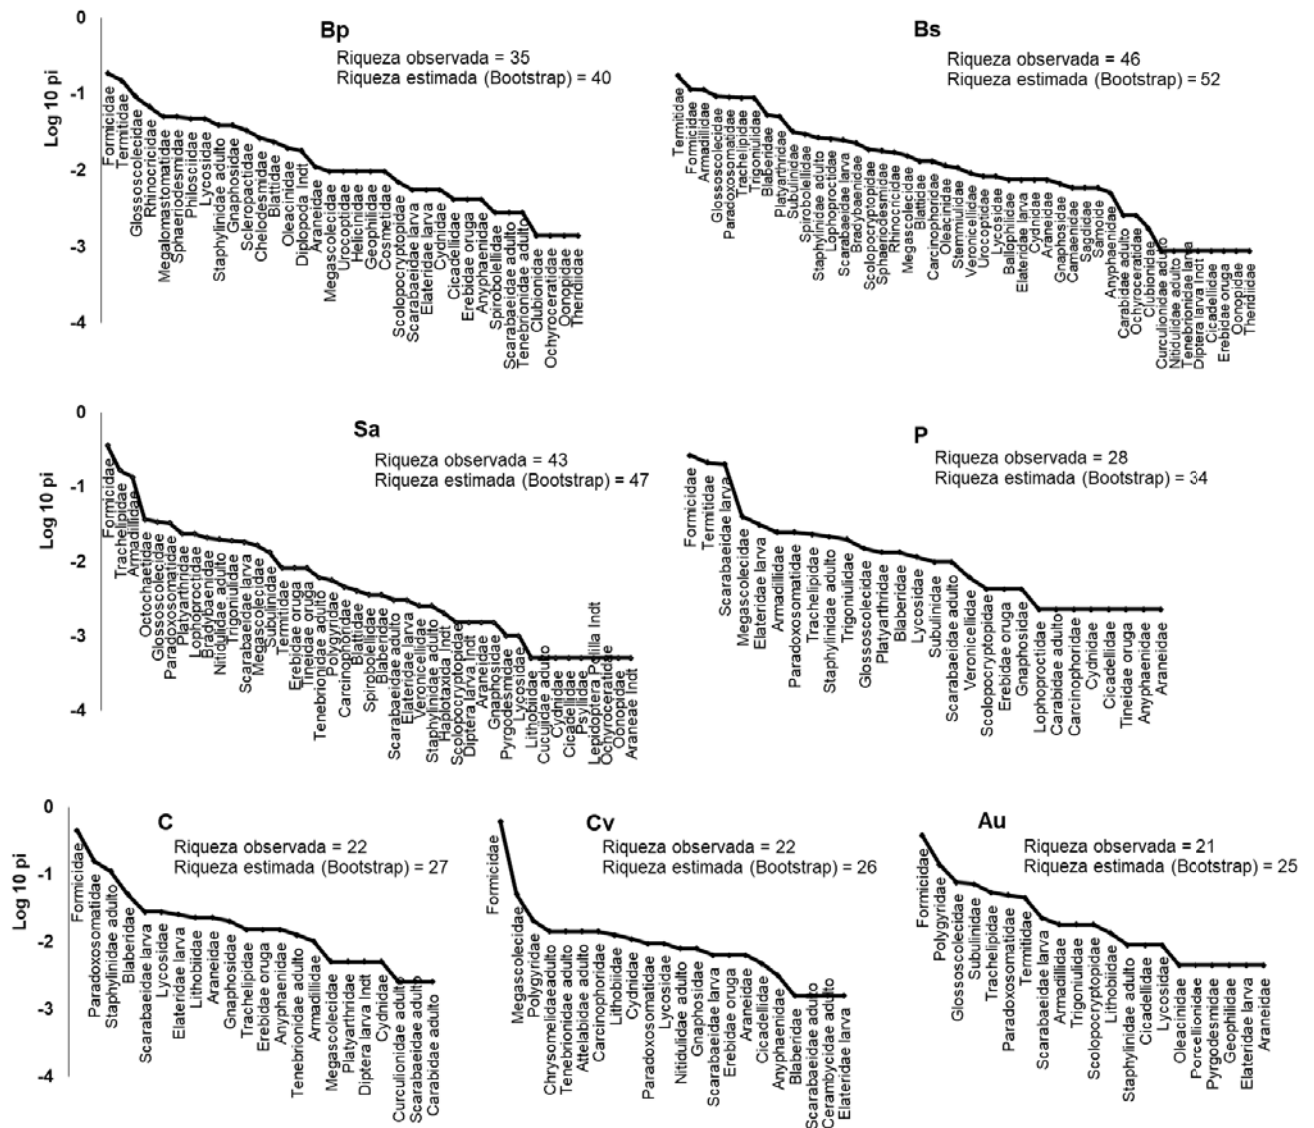 Bp
Riqueza observada = 35
Riqueza estimada (Bootstrap) = 40
Log 10 pi
0
-1
-2
-3
-4
Formicidae
Termitidae
Glossoscolecidae
Rhinocricidae
Megalomastomatidae
Sphaeriodesmidae
Philosciidae
Lycosidae
Staphylinidae adulto
Gnaphosidae
Scleropactidae
Chelodesmidae
Blattidae
Oleacinidae
Diplopoda Indt
Araneidae
Megascolecidae
Urocoptidae
Helicinidae
Geophilidae
Cosmetidae
Scolopocryptopidae
Scarabaeidae larva
Elateridae larva
Cydnidae
Cicadellidae
Erebidae oruga
Anyphaenidae
Spirobolellidae
Scarabaeidae adulto
Tenebrionidae adulto
Clubionidae
Ochyroceratidae
Oonopidae
Theridiidae
Bs
Riqueza observada = 46
Riqueza estimada (Bootstrap) = 52
Termitidae
Formicidae
Armadillidae
Glossoscolecidae
Paradoxosomatidae
Trachelipidae
Trigoniulidae
Blaberidae
Platyarthridae
Subulinidae
Spirobolellidae
Staphylinidae adulto
Lophoproctidae
Scarabaeidae larva
Bradybaenidae
Scolopocryptopidae
Sphaeriodesmidae
Rhinocricidae
Megascolecidae
Blattidae
Carcinophoridae
Oleacinidae
Stemmiulidae
Veronicellidae
Urocoptidae
Lycosidae
Ballophilidae
Elateridae larva
Cydnidae
Araneidae
Gnaphosidae
Camaenidae
Sagdidae
Samoide
Anyphaenidae
Carabidae adulto
Ochyroceratidae
Clubionidae
Curculionidae adulto
Nitidulidae adulto
Tenebrionidae larva
Diptera larva Indt
Cicadellidae
Erebidae oruga
Oonopidae
Theridiidae
Sa
Riqueza observada = 43
Riqueza estimada (Bootstrap) = 47
Log 10 pi
0
-1
-2
-3
-4
Formicidae
Trachelipidae
Armadillidae
Octochaetidae
Glossoscolecidae
Paradoxosomatidae
Platyarthridae
Lophoproctidae
Bradybaenidae
Nitidulidae adulto
Trigoniulidae
Scarabaeidae larva
Megascolecidae
Subulinidae
Termitidae
Erebidae oruga
Tineidae oruga
Tenebrionidae adulto
Polygyridae
Carcinophoridae
Blattidae
Spirobolellidae
Blaberidae
Scarabaeidae adulto
Elateridae larva
Veronicellidae
Staphylinidae adulto
Haplotaxida Indt
Scolopocryptopidae
Diptera larva Indt
Araneidae
Gnaphosidae
Pyrgodesmidae
Lycosidae
Lithobiidae
Cucujidae adulto
Cydnidae
Cicadellidae
Psyllidae
Lepidoptera Polilla Indt
Ochyroceratidae
Oonopidae
Araneae Indt
P
Riqueza observada = 28
Riqueza estimada (Bootstrap) = 34
Formicidae
Termitidae
Scarabaeidae larva
Megascolecidae
Elateridae larva
Armadillidae
Paradoxosomatidae
Trachelipidae
Staphylinidae adulto
Trigoniulidae
Glossoscolecidae
Platyarthridae
Blaberidae
Lycosidae
Subulinidae
Scarabaeidae adulto
Veronicellidae
Scolopocryptopidae
Erebidae oruga
Gnaphosidae
Lophoproctidae
Carabidae adulto
Carcinophoridae
Cydnidae
Cicadellidae
Tineidae oruga
Anyphaenidae
Araneidae
C
Riqueza observada = 22
Riqueza estimada (Bootstrap) = 27
Log 10 pi
0
-1
-2
-3
-4
Formicidae
Paradoxosomatidae
Staphylinidae adulto
Blaberidae
Scarabaeidae larva
Lycosidae
Elateridae larva
Lithobiidae
Araneidae
Gnaphosidae
Trachelipidae
Erebidae oruga
Anyphaenidae
Tenebrionidae adulto
Armadillidae
Megascolecidae
Platyarthridae
Diptera larva Indt
Cydnidae
Curculionidae adulto
Scarabaeidae adulto
Carabidae adulto
Cv
Riqueza observada = 22
Riqueza estimada (Bootstrap) = 26
Formicidae
Megascolecidae
Polygyridae
Chrysomelidaeadulto
Tenebrionidae adulto
Attelabidae adulto
Carcinophoridae
Lithobiidae
Cydnidae
Paradoxosomatidae
Lycosidae
Nitidulidae adulto
Gnaphosidae
Scarabaeidae larva
Erebidae oruga
Araneidae
Cicadellidae
Anyphaenidae
Blaberidae
Scarabaeidae adulto
Cerambycidae adulto
Elateridae larva
Au
Riqueza observada = 21
Riqueza estimada (Bootstrap) = 25
Formicidae
Polygyridae
Glossoscolecidae
Subulinidae
Trachelipidae
Paradoxosomatidae
Termitidae
Scarabaeidae larva
Armadillidae
Trigoniulidae
Scolopocryptopidae
Lithobiidae
Staphylinidae adulto
Cicadellidae
Lycosidae
Oleacinidae
Porcellionidae
Pyrgodesmidae
Geophilidae
Elateridae larva
Araneidae